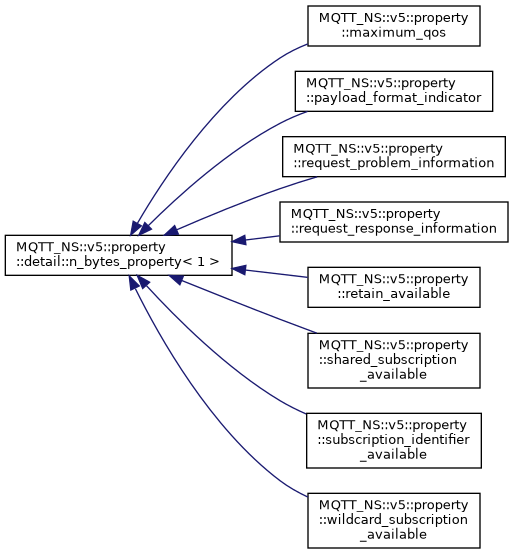 MQTT_NS::v5::property
::maximum_qos
MQTT_NS::v5::property
::payload_format_indicator
MQTT_NS::v5::property
::request_problem_information
MQTT_NS::v5::property
::request_response_information
MQTT_NS::v5::property
::detail::n_bytes_property< 1 >
MQTT_NS::v5::property
::retain_available
MQTT_NS::v5::property
::shared_subscription
_available
MQTT_NS::v5::property
::subscription_identifier
_available
MQTT_NS::v5::property
::wildcard_subscription
_available